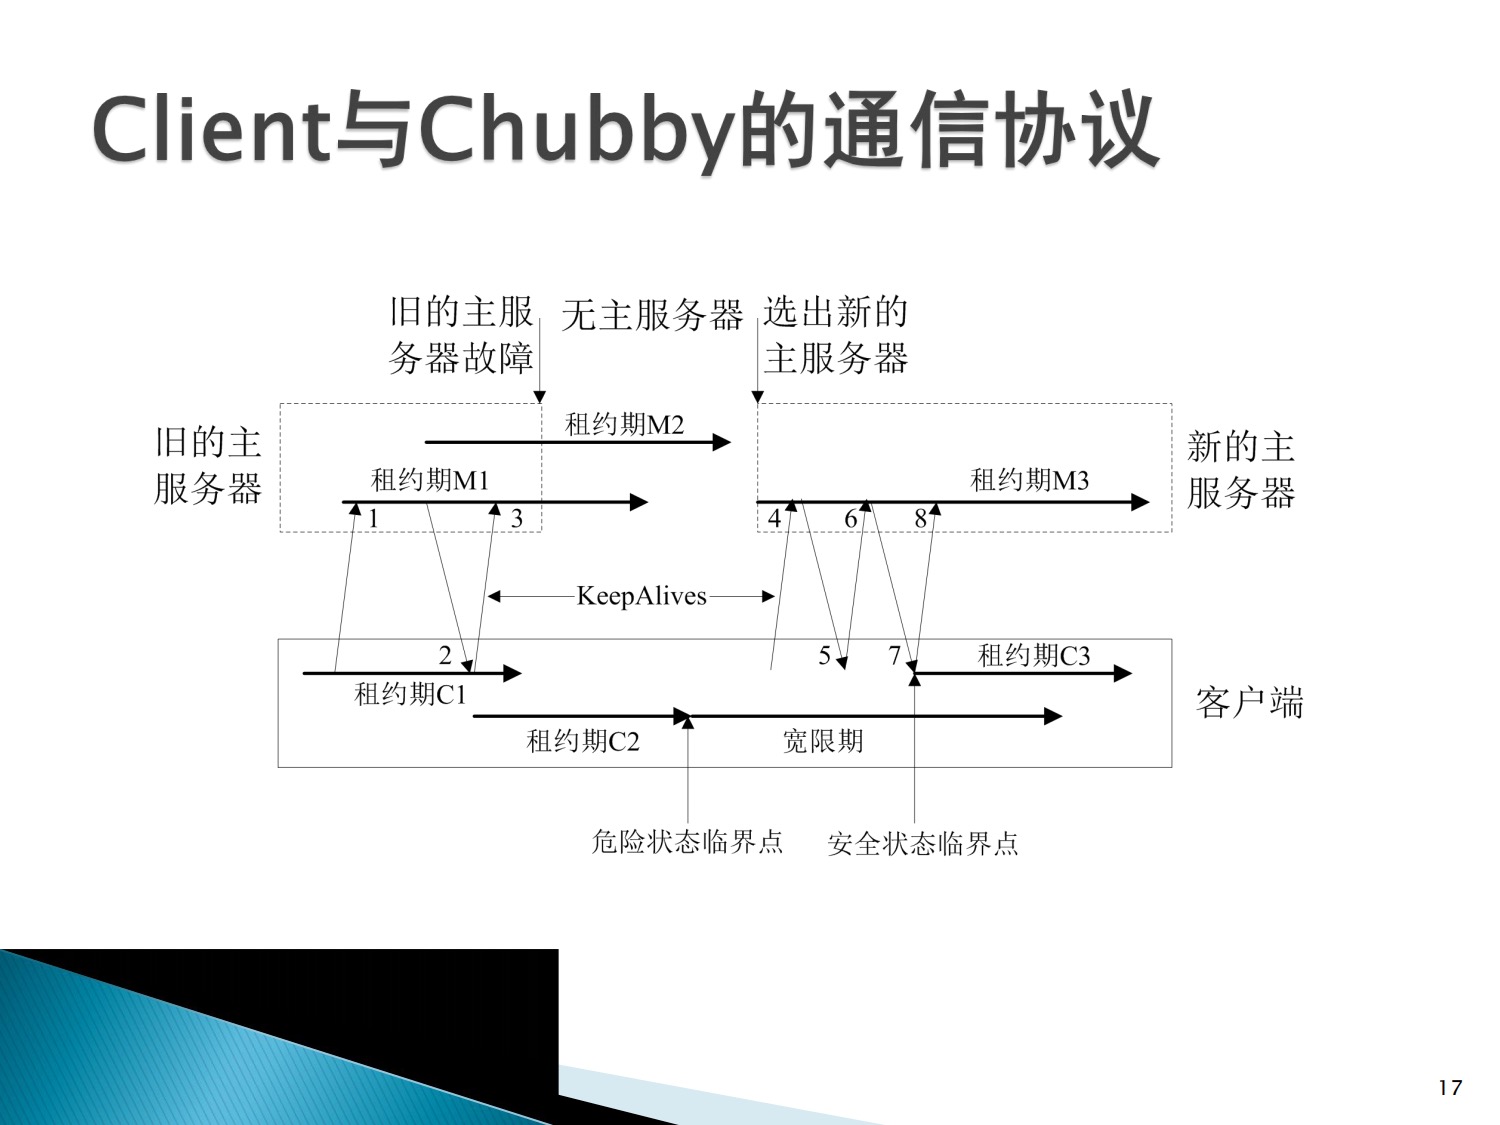 Client与Chubby的通信协议
旧的主服
务器故障
无主服务器
选出新的
主服务器
旧的主
服务器
租约期M2
租约期M1
租约期M3
新的主
服务器
1
3
4
6
8
KeepAlives
2
5
7
租约期C3
租约期C1
客户端
租约期C2
宽限期
危险状态临界点
安全状态临界点
17